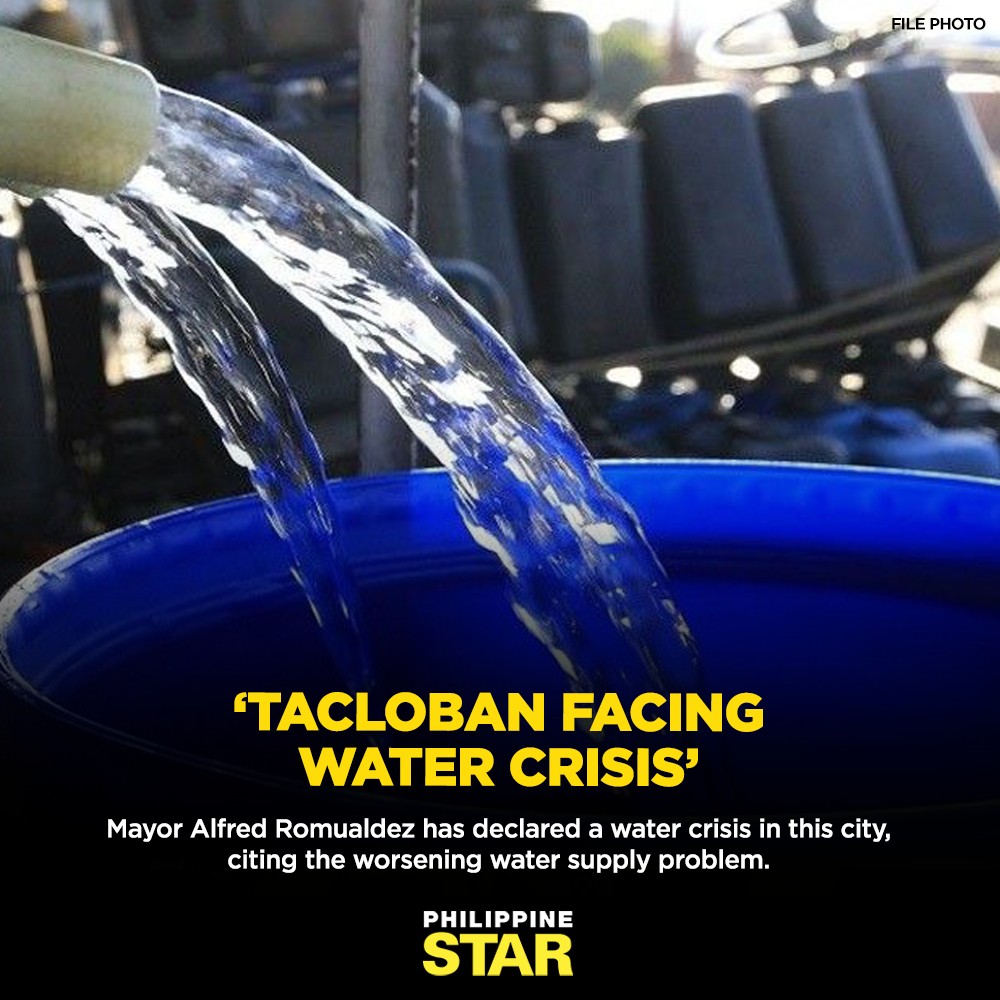 FILE PHOTO
‘TACLOBAN FACING
WATER CRISIS’
Mayor Alfred Romualdez has declared a water crisis in this city,
citing the worsening water supply problem.
PHILIPPINE
STAR